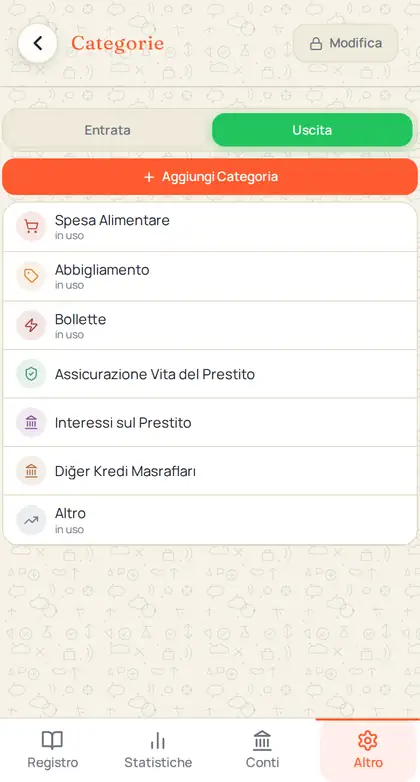 Categorie
Modifica
Entrata
Uscita
+ Aggiungi Categoria
Spesa Alimentare
in uso
Abbigliamento
in uso
Bollette
in uso
Assicurazione Vita del Prestito
Interessi sul Prestito
Diğer Kredi Masrafları
Altro
in uso
Registro
Statistiche
Conti
Altro